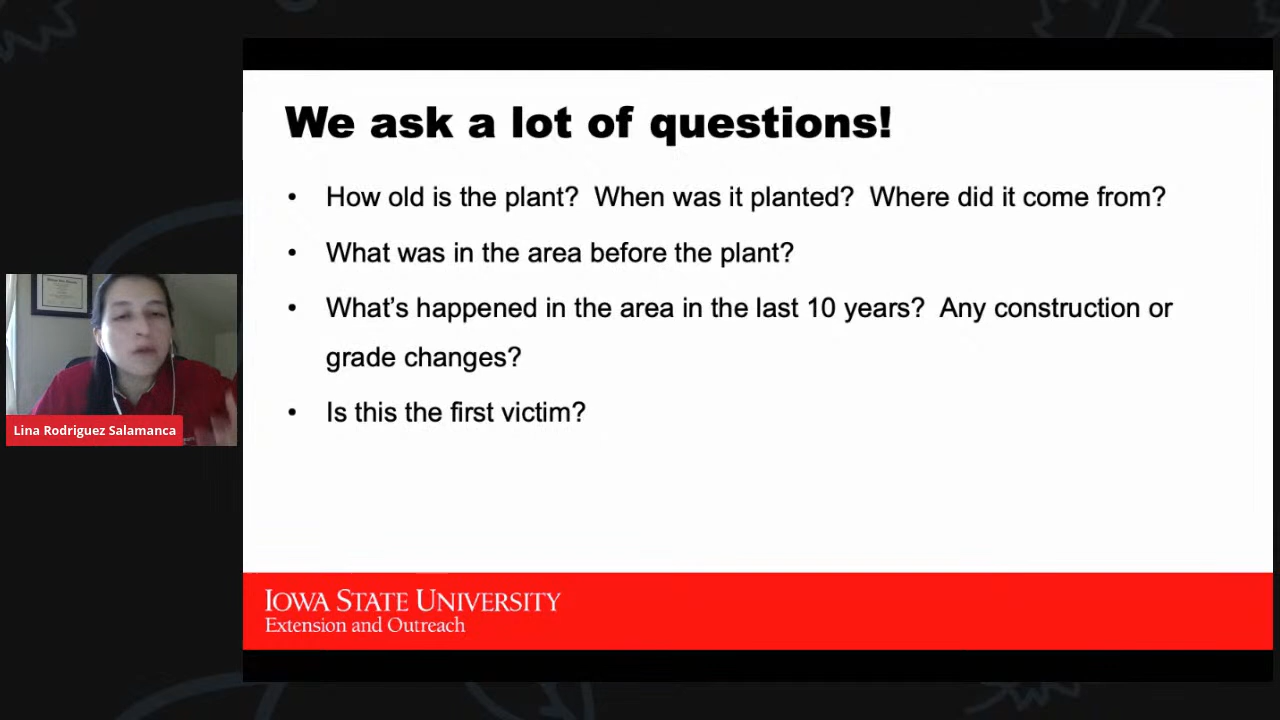 We ask a lot of questions!
• How old is the plant?  When was it planted?  Where did it come from?
• What was in the area before the plant?
• What’s happened in the area in the last 10 years?  Any construction or
grade changes?
• Is this the first victim?
Lina Rodriguez Salamanca
IOWA STATE UNIVERSITY
Extension and Outreach